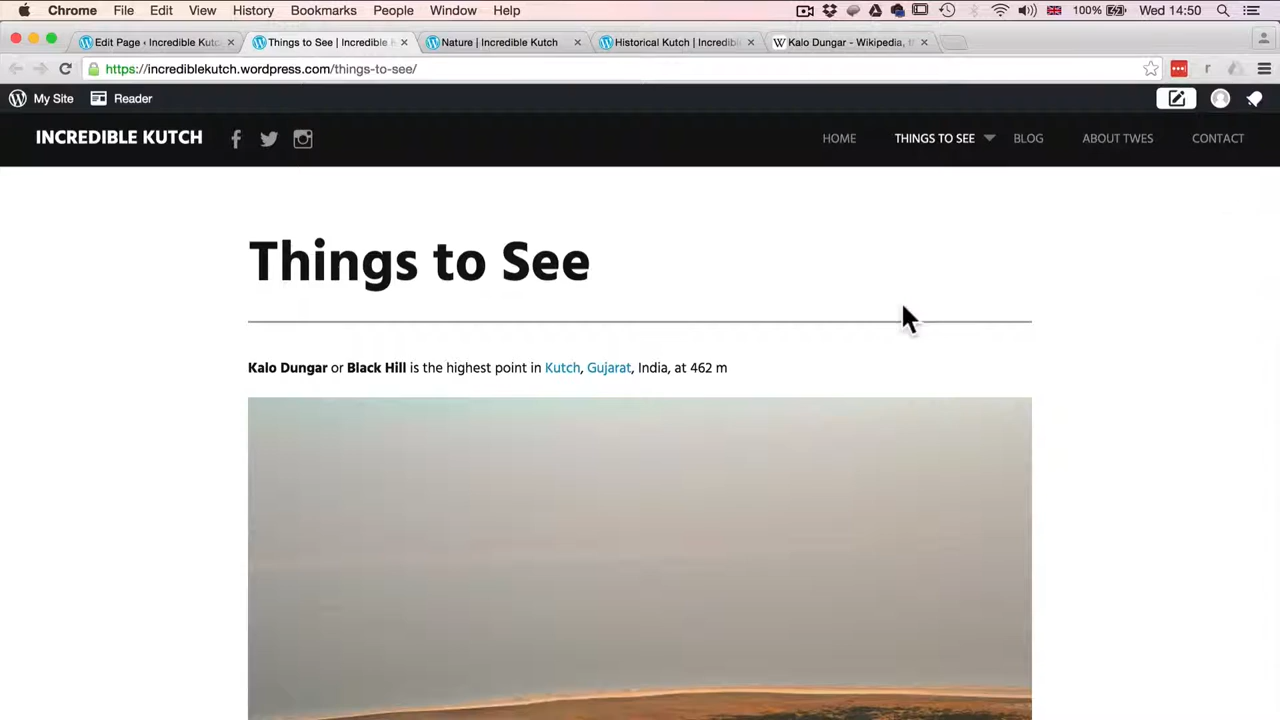 Chrome File Edit View History Bookmarks People Window Help 100% Wed 14:50
Edit Page ‹ Incredible Kutc Things to See | Incredible Nature | Incredible Kutch Historical Kutch | Incredib Kalo Dungar - Wikipedia, t
https://incrediblekutch.wordpress.com/things-to-see/
My Site Reader
INCREDIBLE KUTCH HOME THINGS TO SEE BLOG ABOUT TWES CONTACT
Things to See
Kalo Dungar or Black Hill is the highest point in Kutch, Gujarat, India, at 462 m